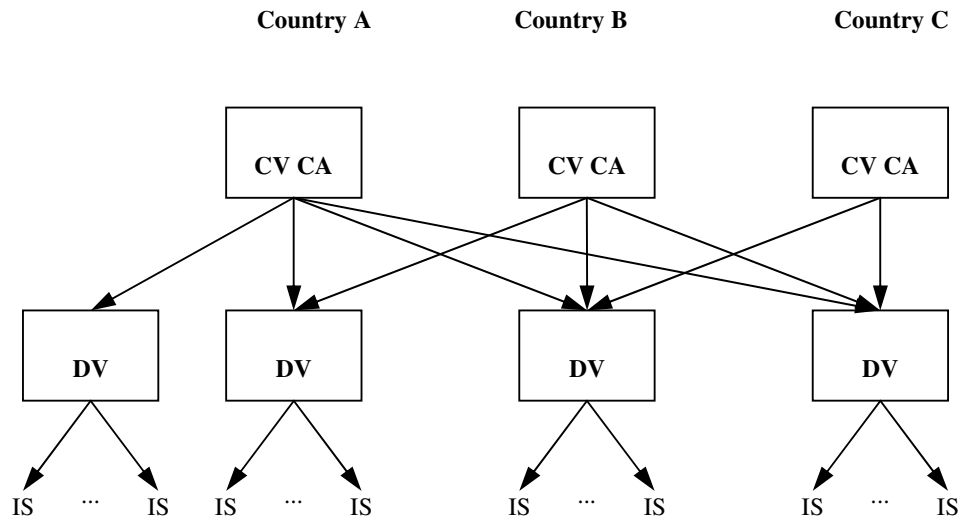 Country A Country B Country C
CV CA CV CA CV CA
DV DV DV DV
IS ... IS IS ... IS IS ... IS IS ... IS